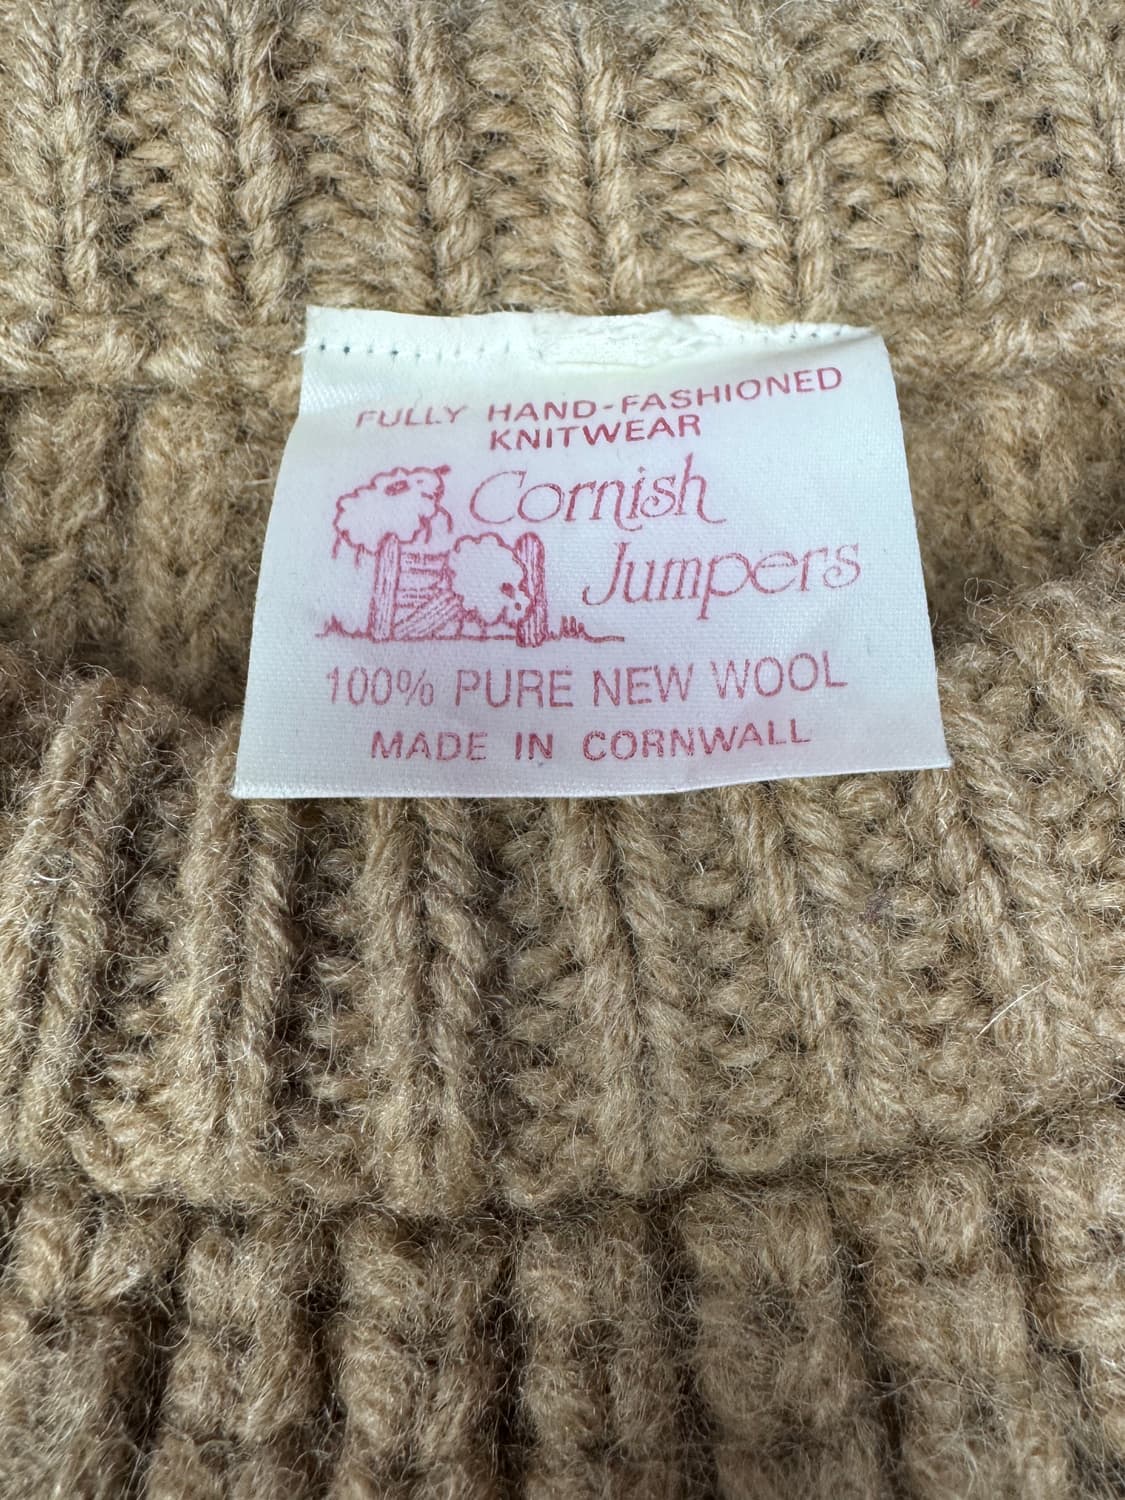 FULLY HAND-FASHIONED
KNITWEAR
Cornish
Jumpers
100% PURE NEW WOOL
MADE IN CORNWALL